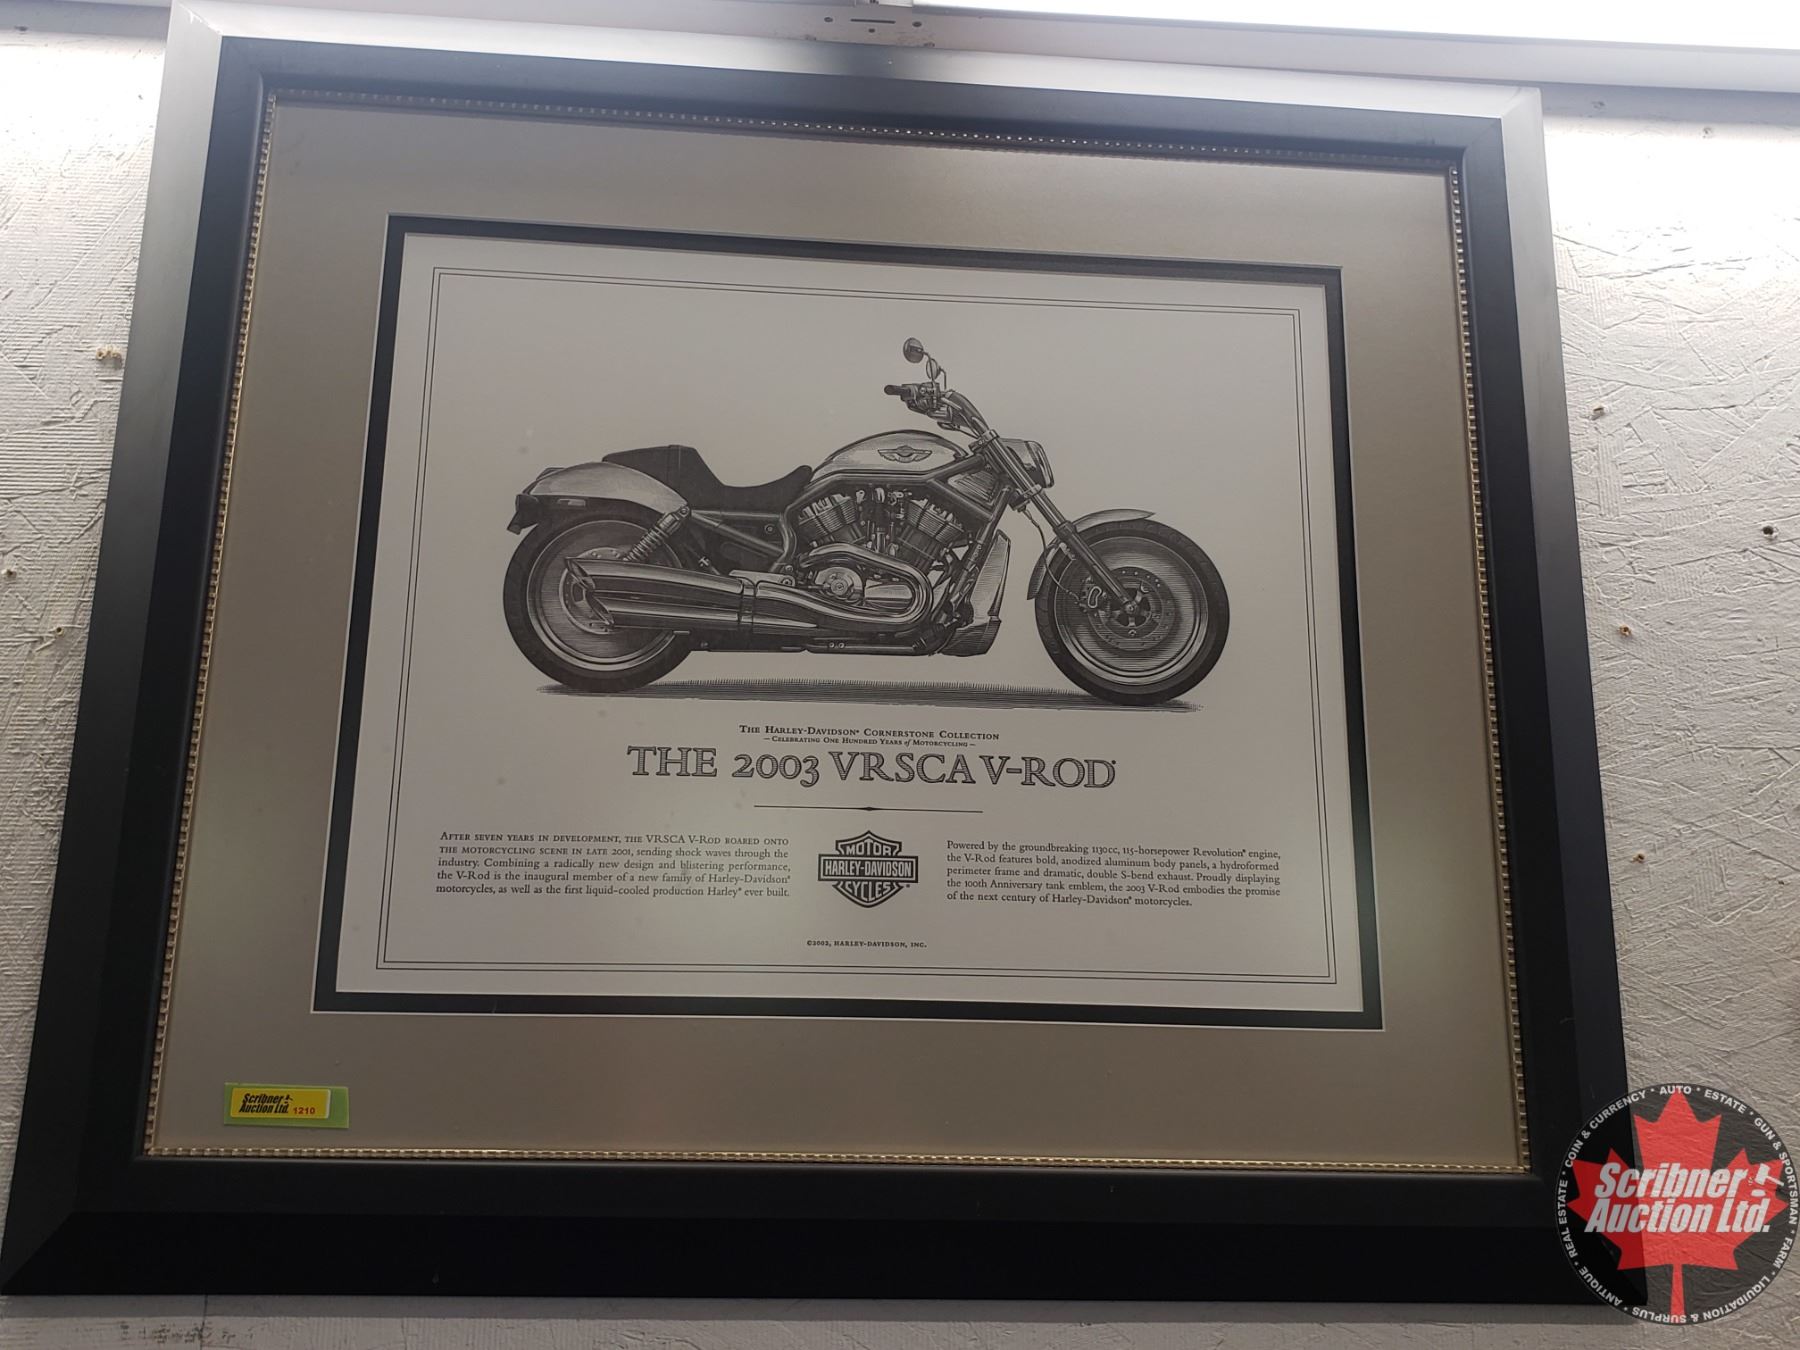 THE HARLEY-DAVIDSON® CORNERSTONE COLLECTION
– CELEBRATING ONE HUNDRED YEARS of MOTORCYCLING –
THE 2003 VRSCA V-ROD®
AFTER SEVEN YEARS IN DEVELOPMENT, THE VRSCA V-ROD ROARED ONTO
THE MOTORCYCLING SCENE IN LATE 2001, sending shock waves through the
industry. Combining a radically new design and blistering performance,
the V-Rod is the inaugural member of a new family of Harley-Davidson®
motorcycles, as well as the first liquid-cooled production Harley® ever built.
MOTOR
HARLEY-DAVIDSON
CYCLES®
Powered by the groundbreaking 1130cc, 115-horsepower Revolution® engine,
the V-Rod features bold, anodized aluminum body panels, a hydroformed
perimeter frame and dramatic, double S-bend exhaust. Proudly displaying
the 100th Anniversary tank emblem, the 2003 V-Rod embodies the promise
of the next century of Harley-Davidson® motorcycles.
©2002, HARLEY-DAVIDSON, INC.
Scribner
Auction Ltd. 1210
COIN & CURRENCY * AUTO * ESTATE * GUN & SPORTSMAN * FARM * LIQUIDATION & SURPLUS * ANTIQUE * REAL ESTATE *
Scribner
Auction Ltd.